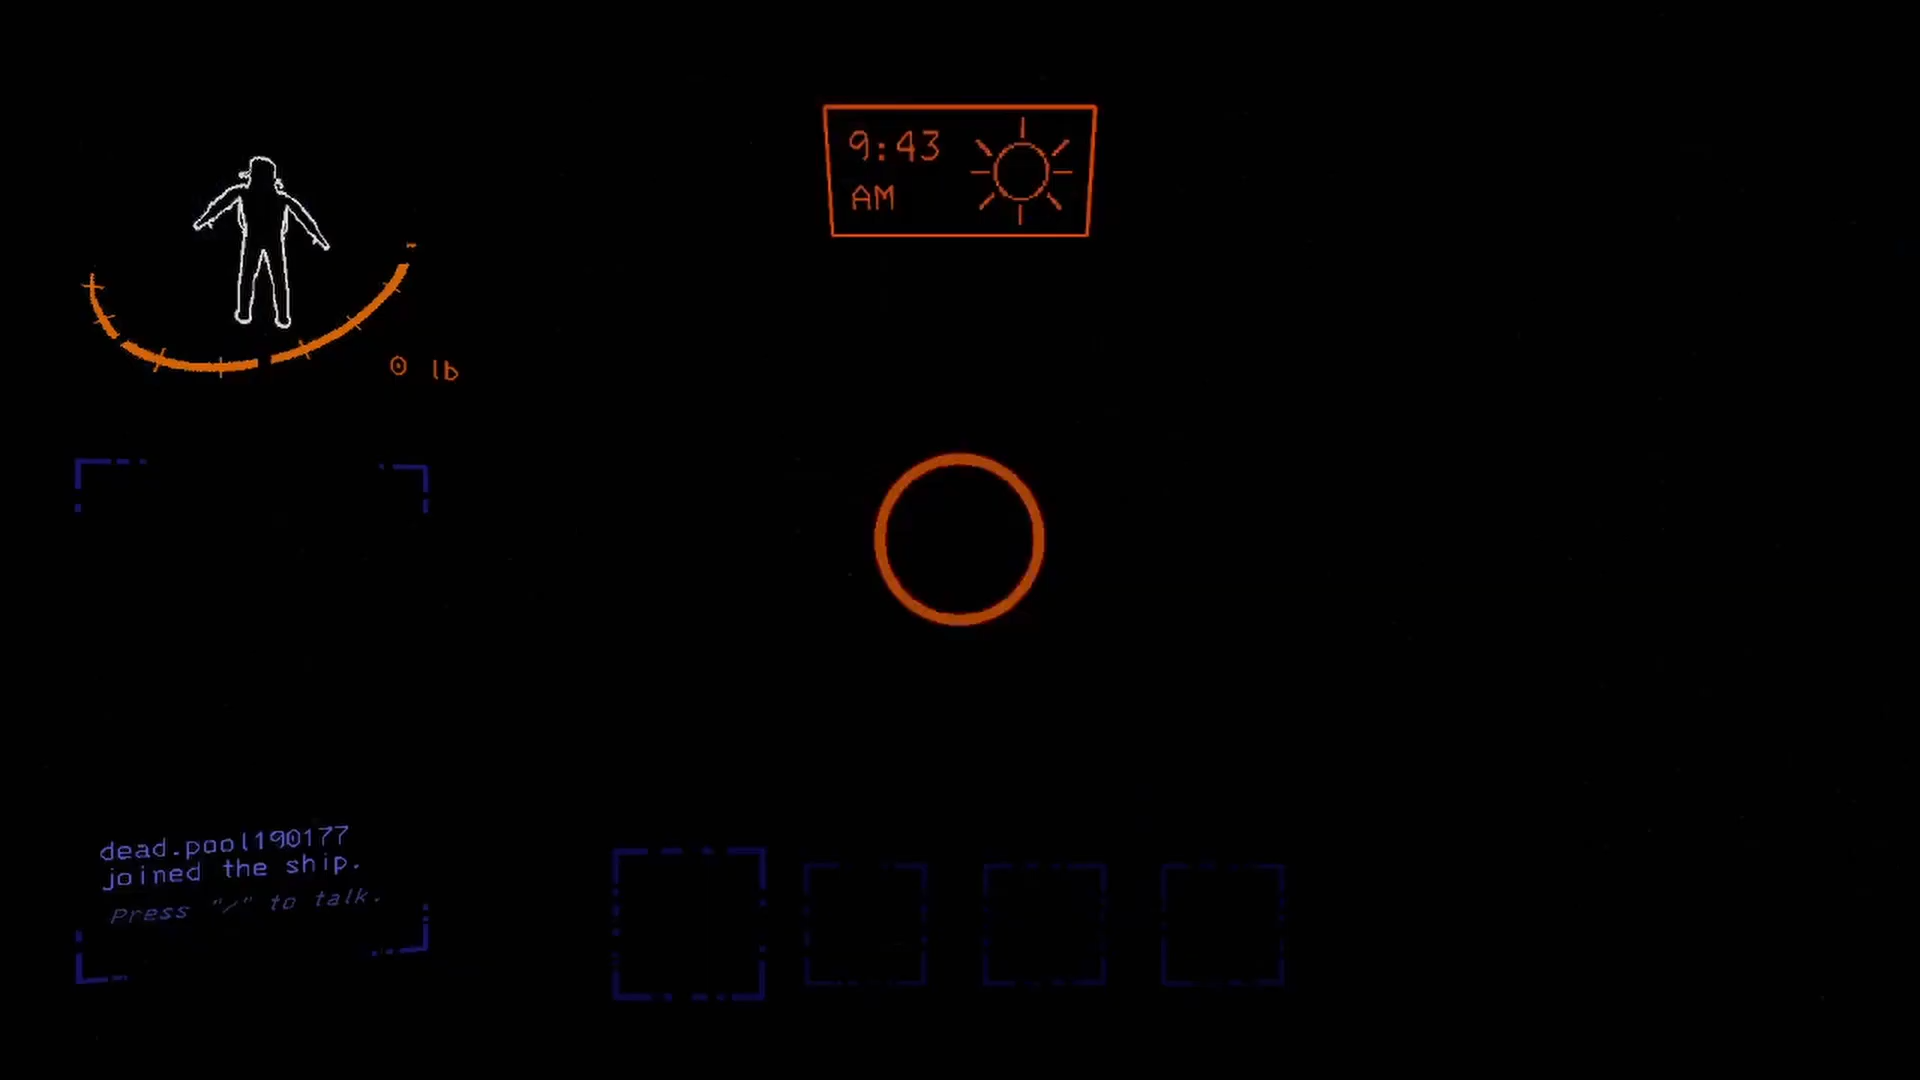 9:43
AM
0 lb
dead.pool190177
joined the ship.
Press "/" to talk.